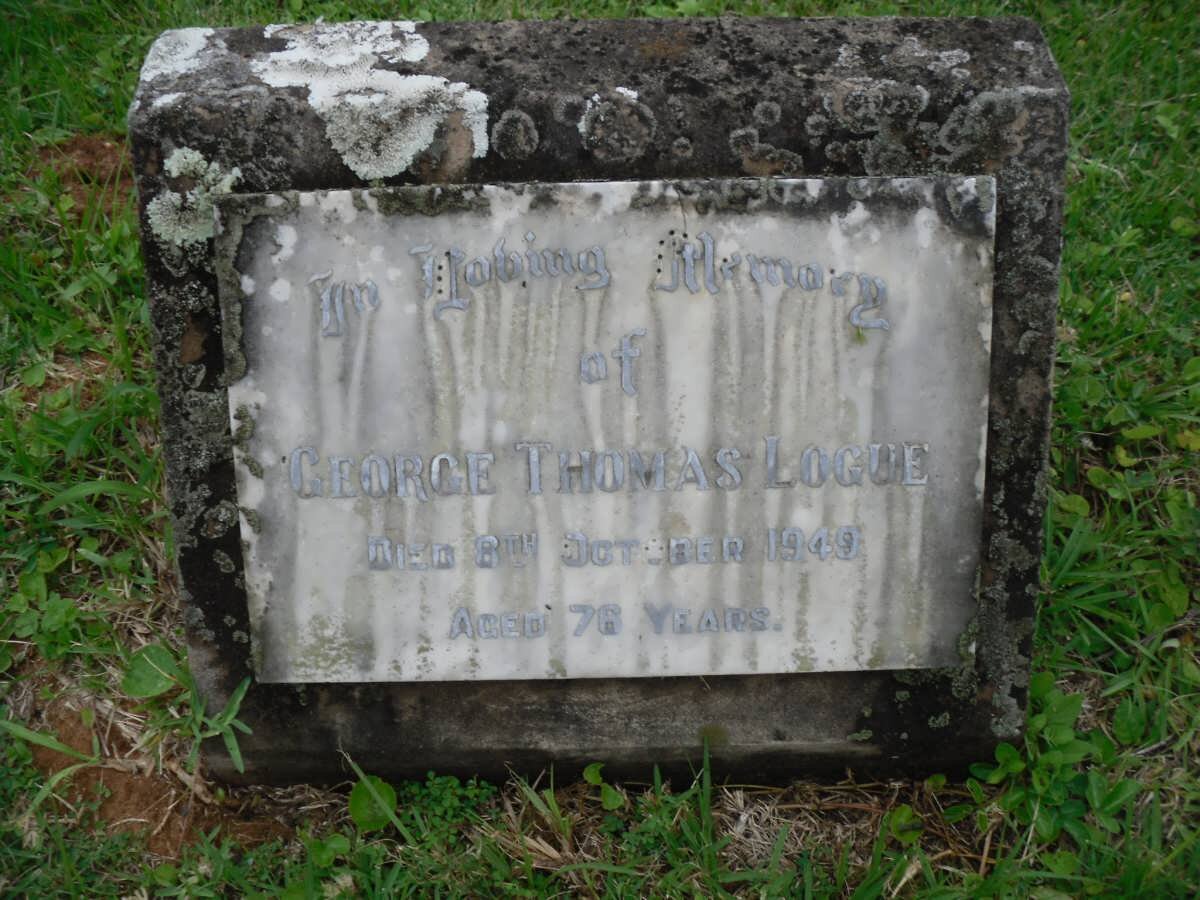 In Loving Memory
of
GEORGE THOMAS LOGUE
DIED 8TH OCTOBER 1949
AGED 76 YEARS.